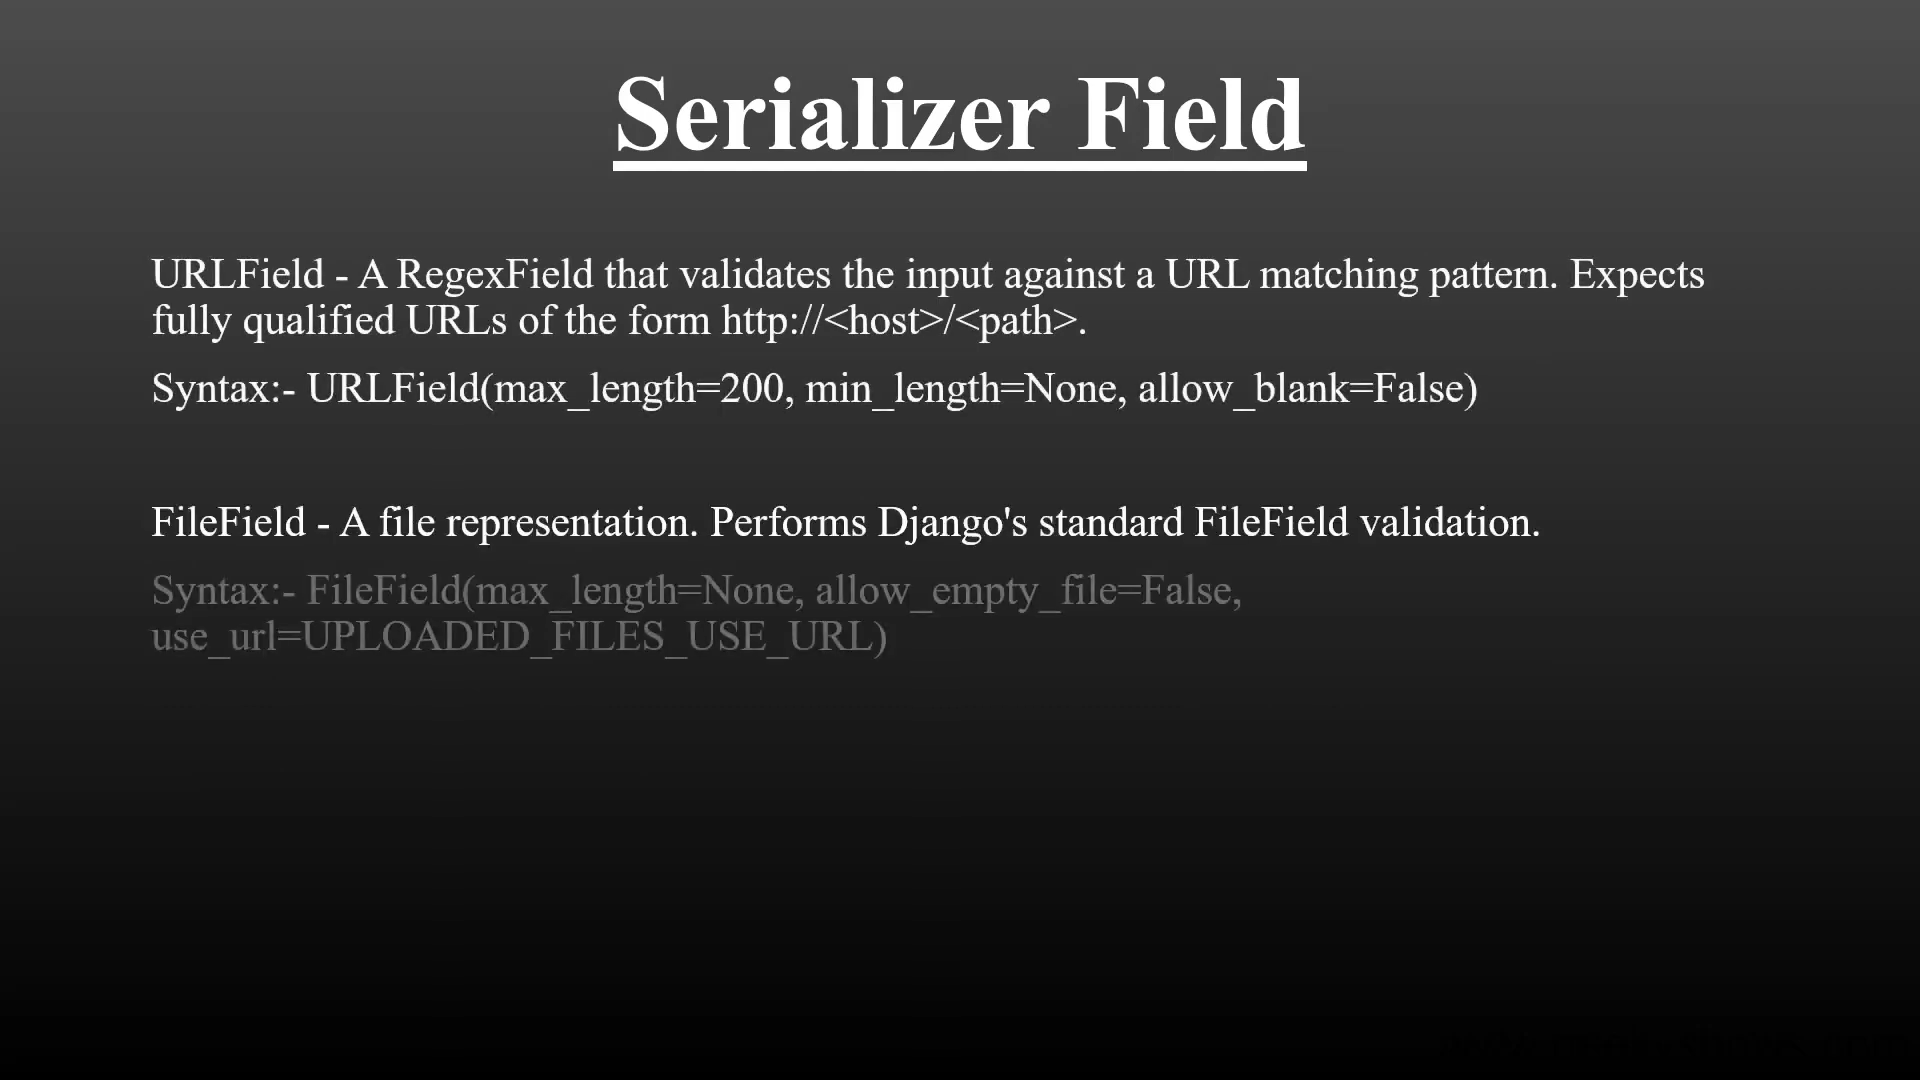 Serializer Field
URLField - A RegexField that validates the input against a URL matching pattern. Expects
fully qualified URLs of the form http://<host>/<path>.
Syntax:- URLField(max_length=200, min_length=None, allow_blank=False)
FileField - A file representation. Performs Django's standard FileField validation.
Syntax:- FileField(max_length=None, allow_empty_file=False,
use_url=UPLOADED_FILES_USE_URL)